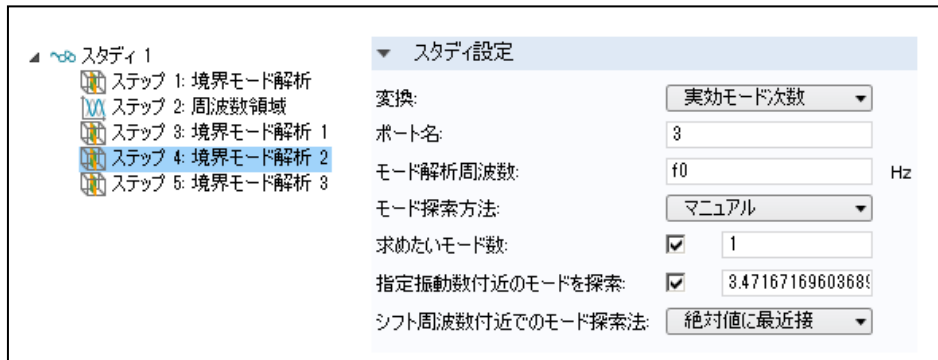 スタディ 1
ステップ 1: 境界モード解析
ステップ 2: 周波数領域
ステップ 3: 境界モード解析 1
ステップ 4: 境界モード解析 2
ステップ 5: 境界モード解析 3
スタディ設定
変換: 実効モード次数
ポート名: 3
モード解析周波数: f0 Hz
モード探索方法: マニュアル
求めたいモード数: 1
指定振動数付近のモードを探索: 3.47167169603689
シフト周波数付近でのモード探索法: 絶対値に最近接